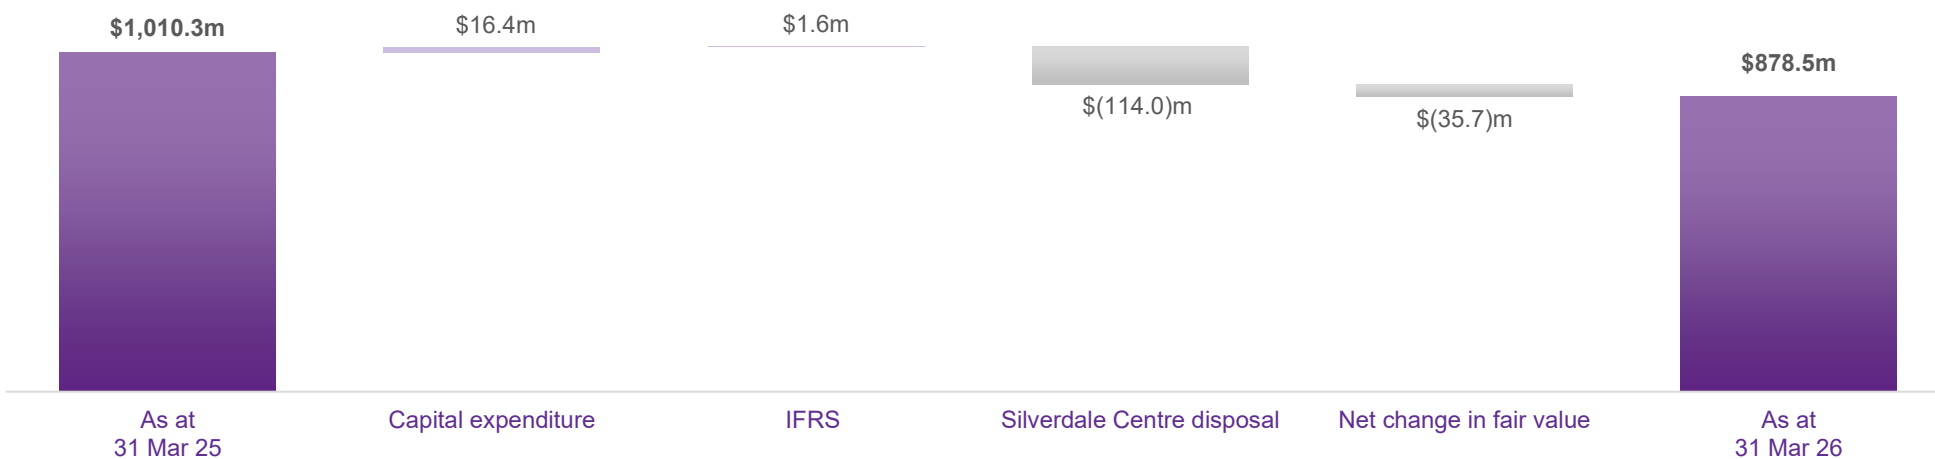 $1,010.3m
$16.4m
$1.6m
$(114.0)m
$(35.7)m
$878.5m
As at
31 Mar 25
Capital expenditure
IFRS
Silverdale Centre disposal
Net change in fair value
As at
31 Mar 26